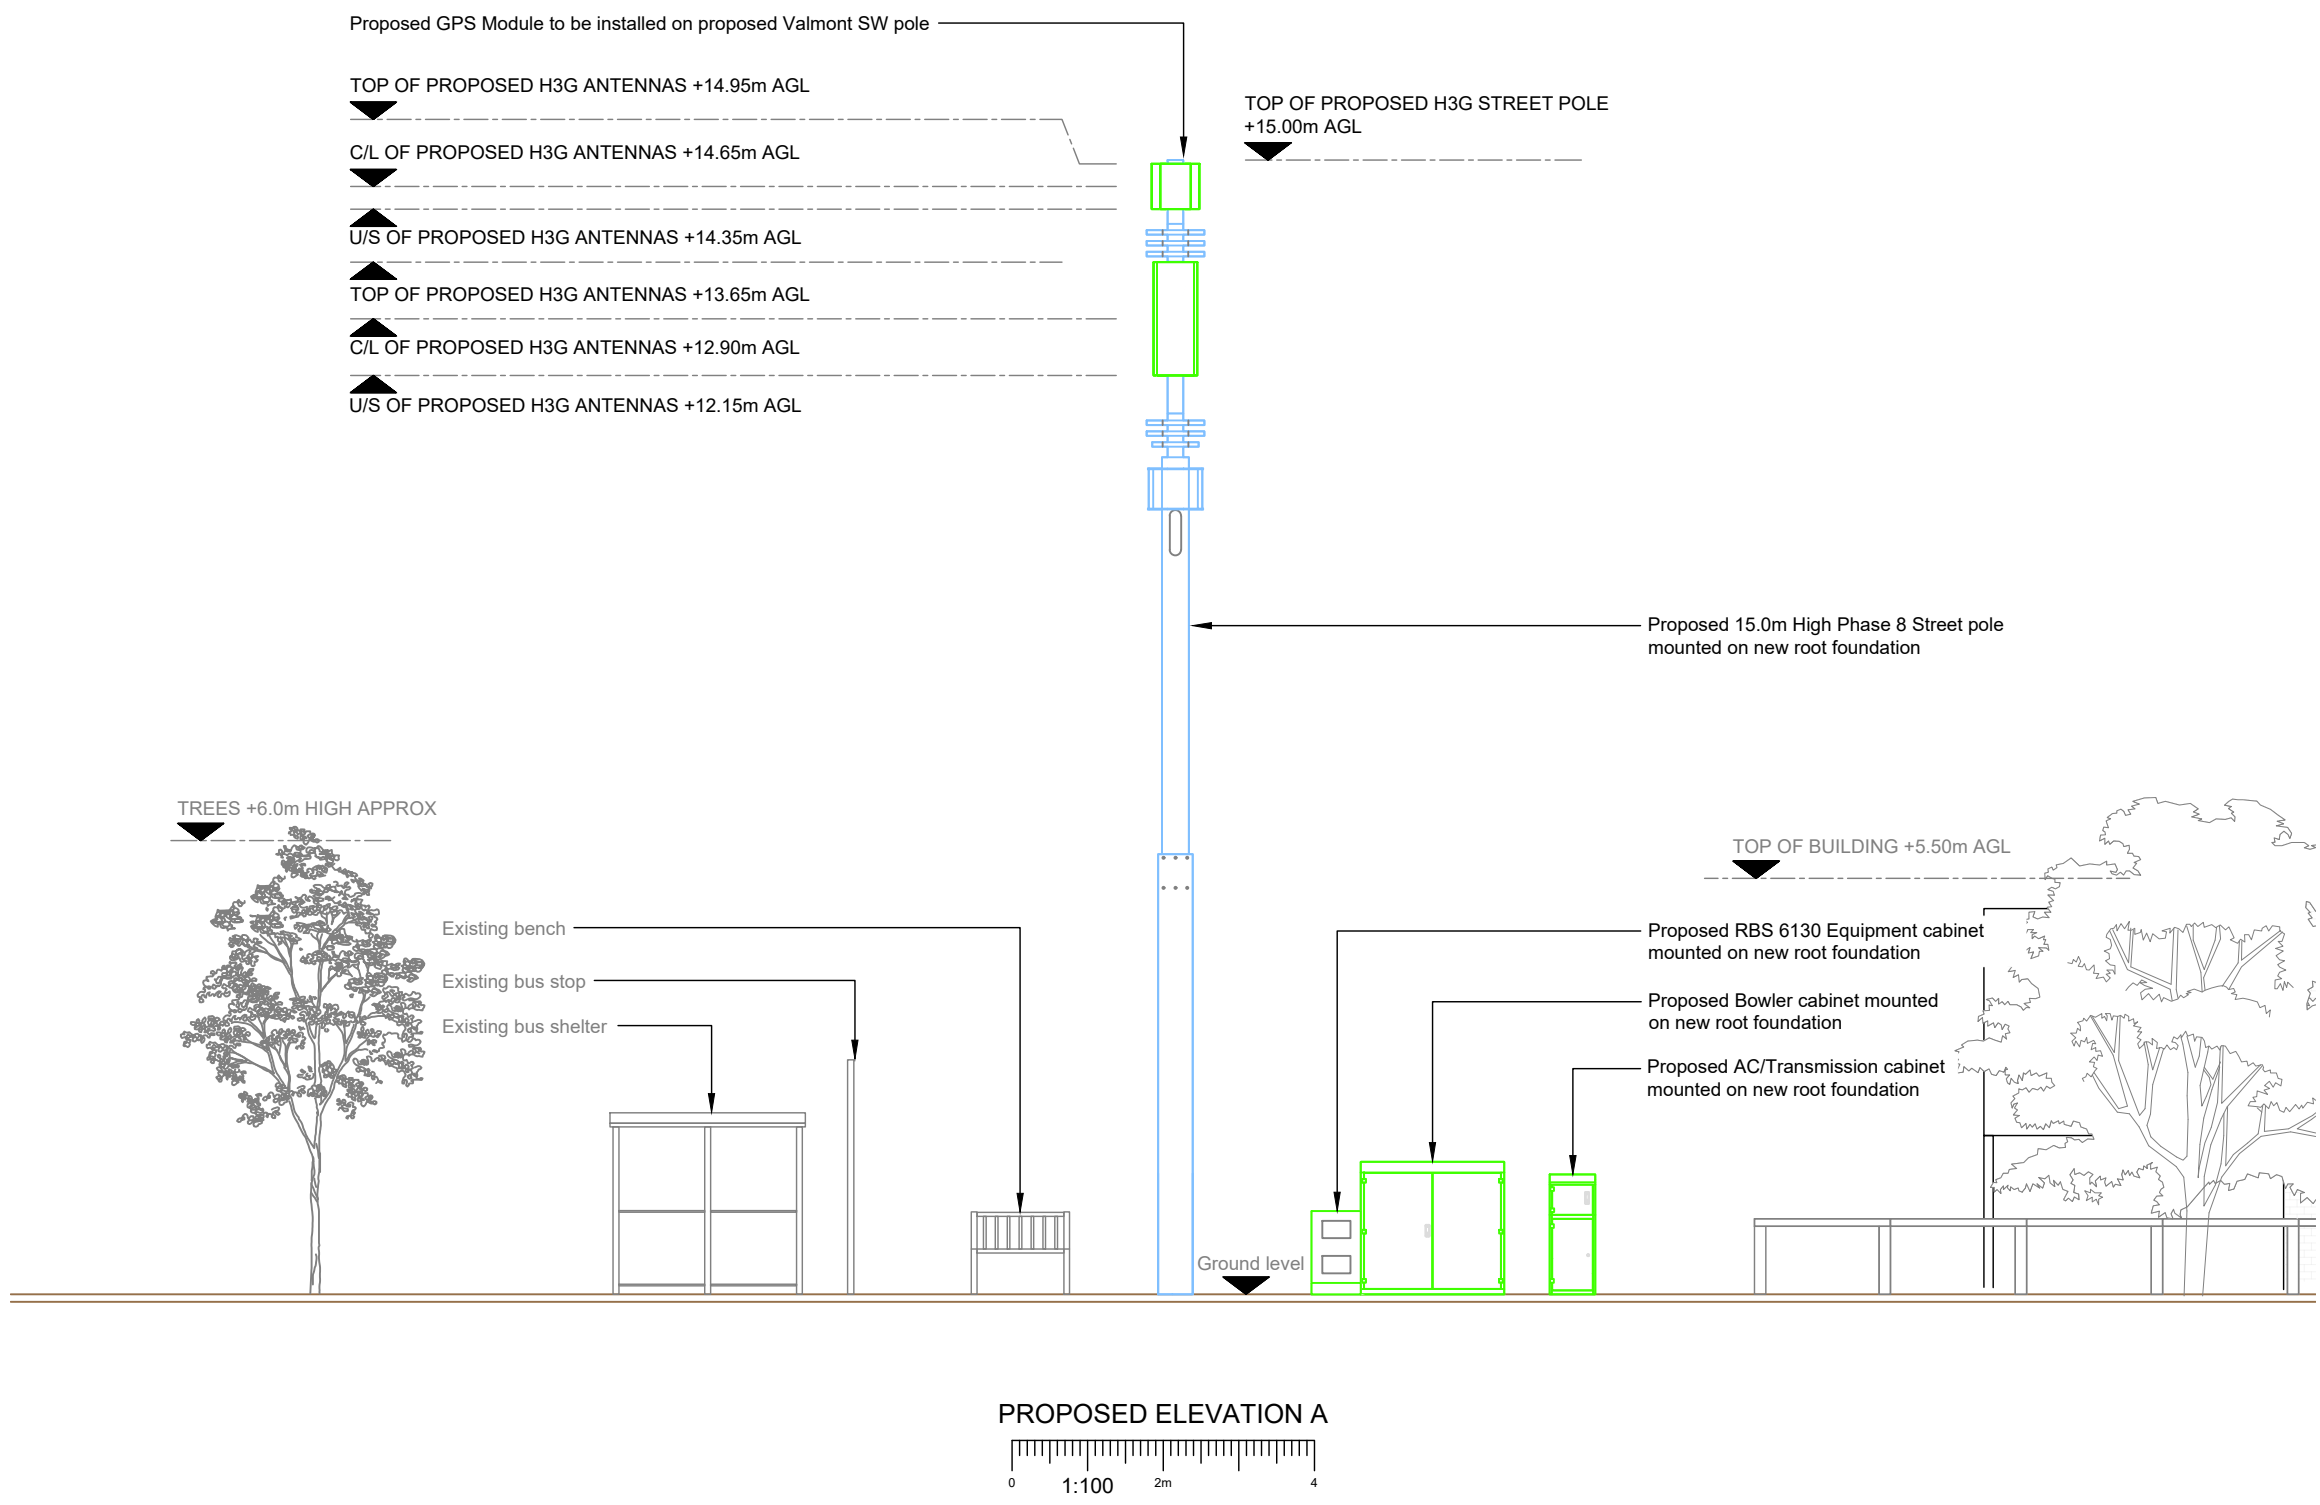 Proposed GPS Module to be installed on proposed Valmont SW pole
TOP OF PROPOSED H3G ANTENNAS +14.95m AGL
TOP OF PROPOSED H3G STREET POLE
+15.00m AGL
C/L OF PROPOSED H3G ANTENNAS +14.65m AGL
U/S OF PROPOSED H3G ANTENNAS +14.35m AGL
TOP OF PROPOSED H3G ANTENNAS +13.65m AGL
C/L OF PROPOSED H3G ANTENNAS +12.90m AGL
U/S OF PROPOSED H3G ANTENNAS +12.15m AGL
Proposed 15.0m High Phase 8 Street pole
mounted on new root foundation
TREES +6.0m HIGH APPROX
TOP OF BUILDING +5.50m AGL
Existing bench
Existing bus stop
Existing bus shelter
Proposed RBS 6130 Equipment cabinet
mounted on new root foundation
Proposed Bowler cabinet mounted
on new root foundation
Proposed AC/Transmission cabinet
mounted on new root foundation
Ground level
PROPOSED ELEVATION A
0 1:100 2m 4